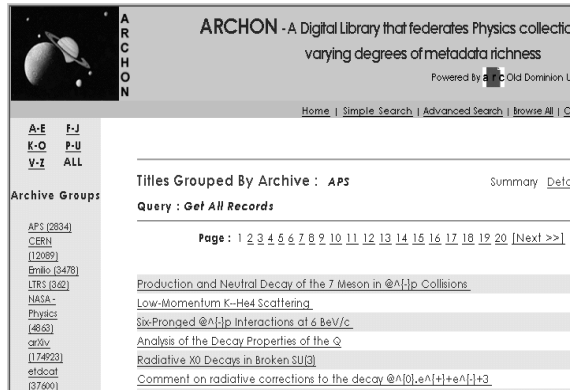 ARCHON
ARCHON - A Digital Library that federates Physics collectio
varying degrees of metadata richness
Powered By arc Old Dominion U
Home | Simple Search | Advanced Search | Browse All | C
A-E F-J
K-O P-U
V-Z ALL
Archive Groups
APS (2834)
CERN
(12089)
Emilio (3478)
LTRS (362)
NASA -
Physics
(4863)
arXiv
(174923)
etdcat
(37600)
Titles Grouped By Archive : APS
Summary Deta
Query : Get All Records
Page : 1 2 3 4 5 6 7 8 9 10 11 12 13 14 15 16 17 18 19 20 [Next >>]
Production and Neutral Decay of the 7 Meson in @^[-}p Collisions
Low-Momentum K--He4 Scattering
Six-Pronged @^[-}p Interactions at 6 BeV/c
Analysis of the Decay Properties of the Q
Radiative X0 Decays in Broken SU(3)
Comment on radiative corrections to the decay @^[0}.e^[+}+e^[-}+3